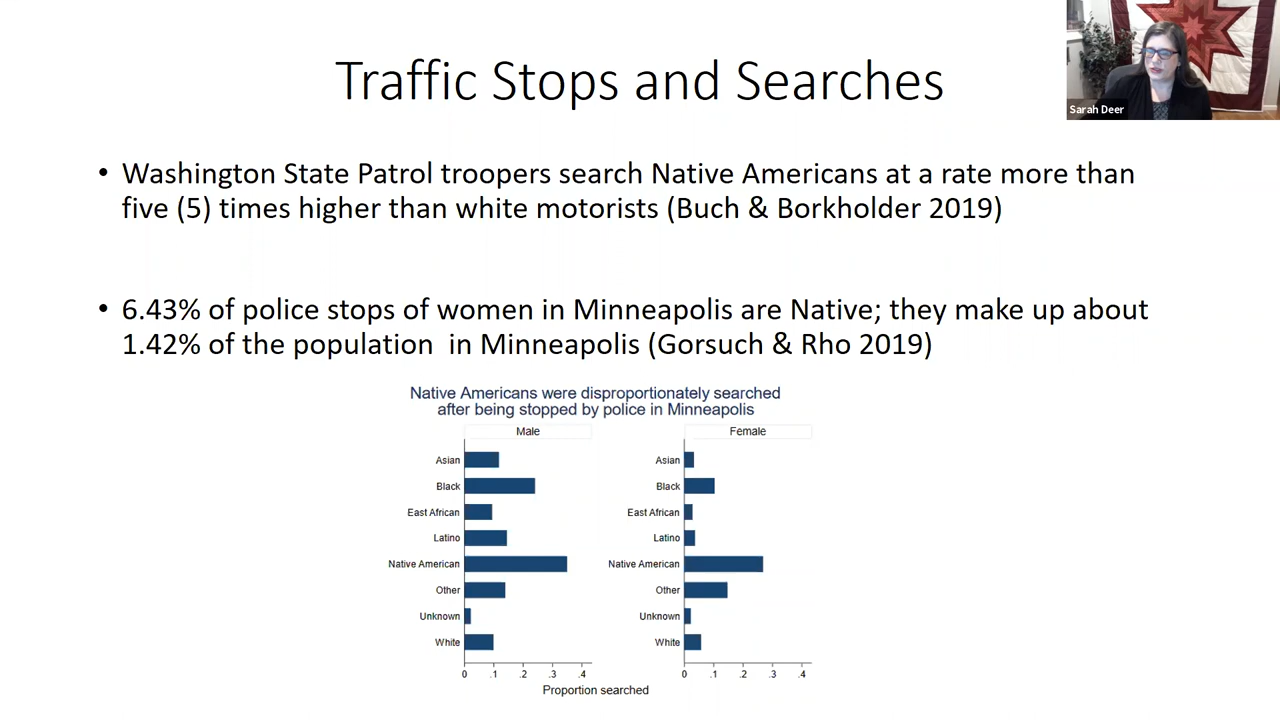 Traffic Stops and Searches
Sarah Deer
• Washington State Patrol troopers search Native Americans at a rate more than
five (5) times higher than white motorists (Buch & Borkholder 2019)
• 6.43% of police stops of women in Minneapolis are Native; they make up about
1.42% of the population in Minneapolis (Gorsuch & Rho 2019)
Native Americans were disproportionately searched
after being stopped by police in Minneapolis
Male
Asian
Black
East African
Latino
Native American
Other
Unknown
White
0 .1 .2 .3 .4
Female
Asian
Black
East African
Latino
Native American
Other
Unknown
White
0 .1 .2 .3 .4
Proportion searched